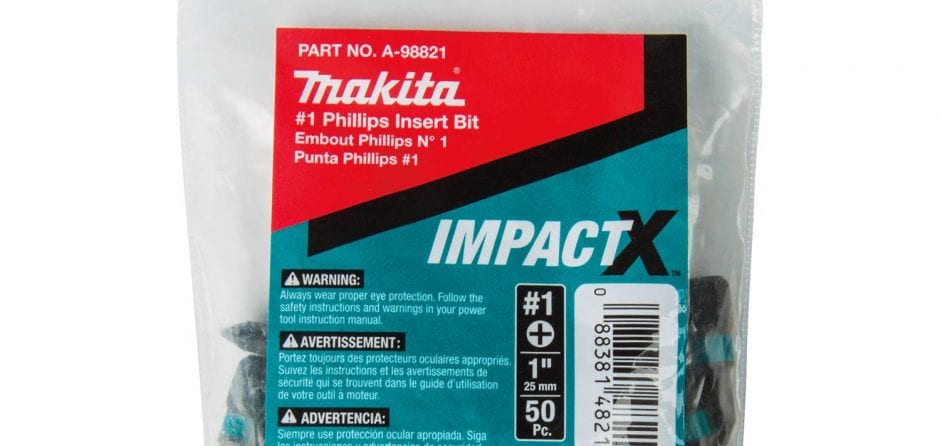 PART NO. A-98821
makita®
#1 Phillips Insert Bit
Embout Phillips N° 1
Punta Phillips #1
IMPACTX™
WARNING:
Always wear proper eye protection. Follow the
safety instructions and warnings in your power
tool instruction manual.
AVERTISSEMENT:
Portez toujours des protecteurs oculaires appropriés.
Suivez les instructions et les avertissements de
sécurité qui se trouvent dans le guide d'utilisation
de votre outil à moteur.
ADVERTENCIA:
Siempre use protección ocular apropiada. Siga
#1
1"
25 mm
50
Pc.
0
88381 4821